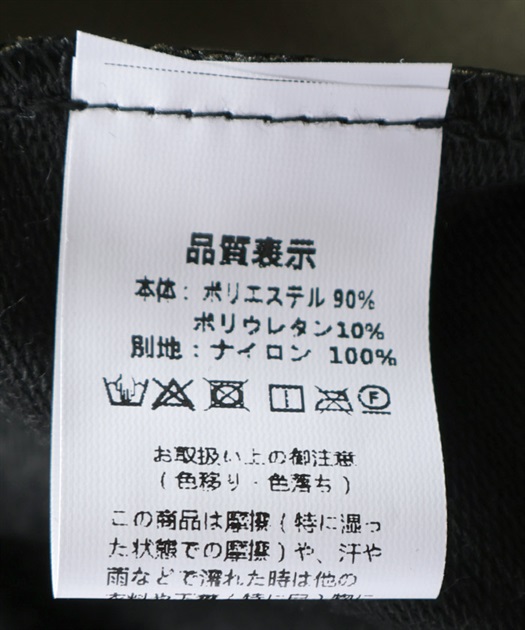 品質表示
本体: ポリエステル 90%
ポリウレタン10%
別地:ナイロン 100%
F
お取扱い上の御注意
(色移り・色落ち)
この商品は摩擦(特に湿っ
た状態での摩擦)や、汗や
雨などで濡れた時は他の